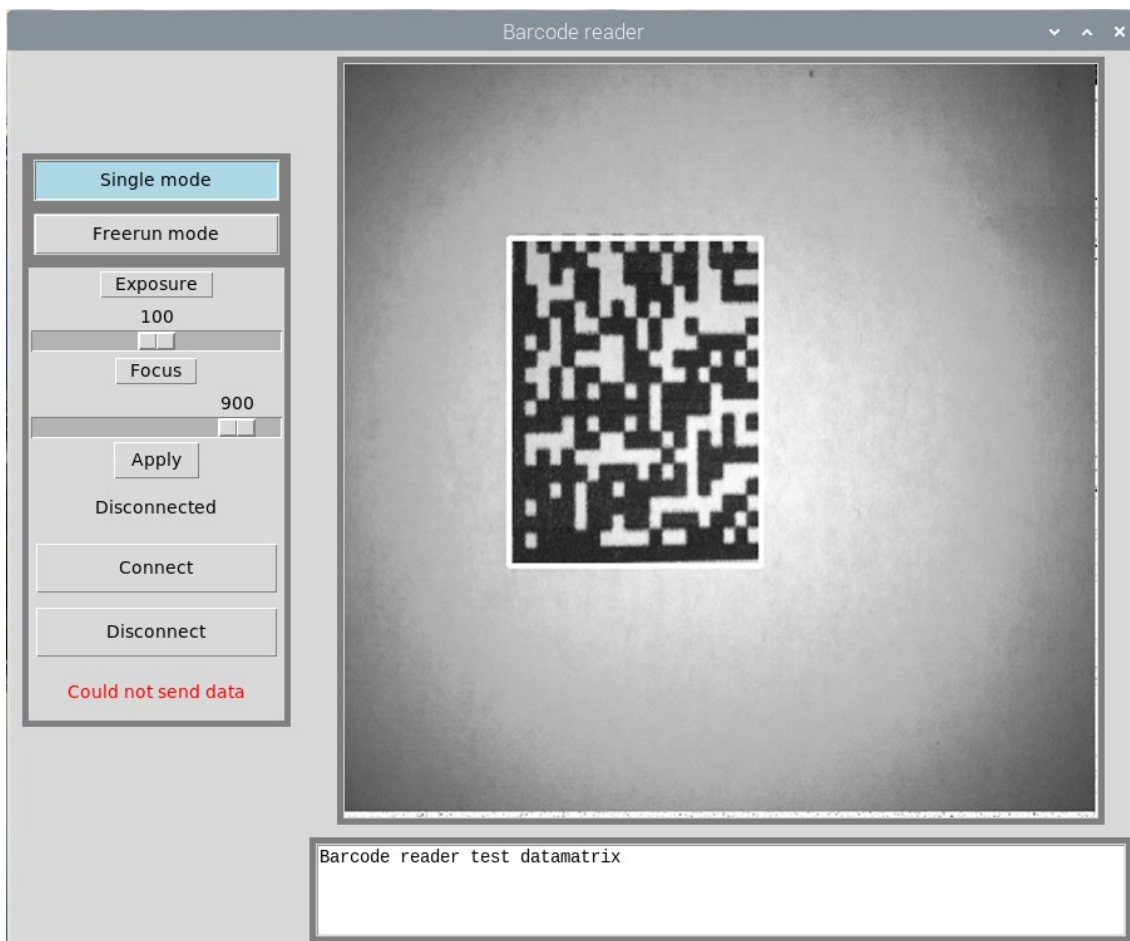 Barcode reader
Single mode
Freerun mode
Exposure
100
Focus
900
Apply
Disconnected
Connect
Disconnect
Could not send data
Barcode reader test datamatrix